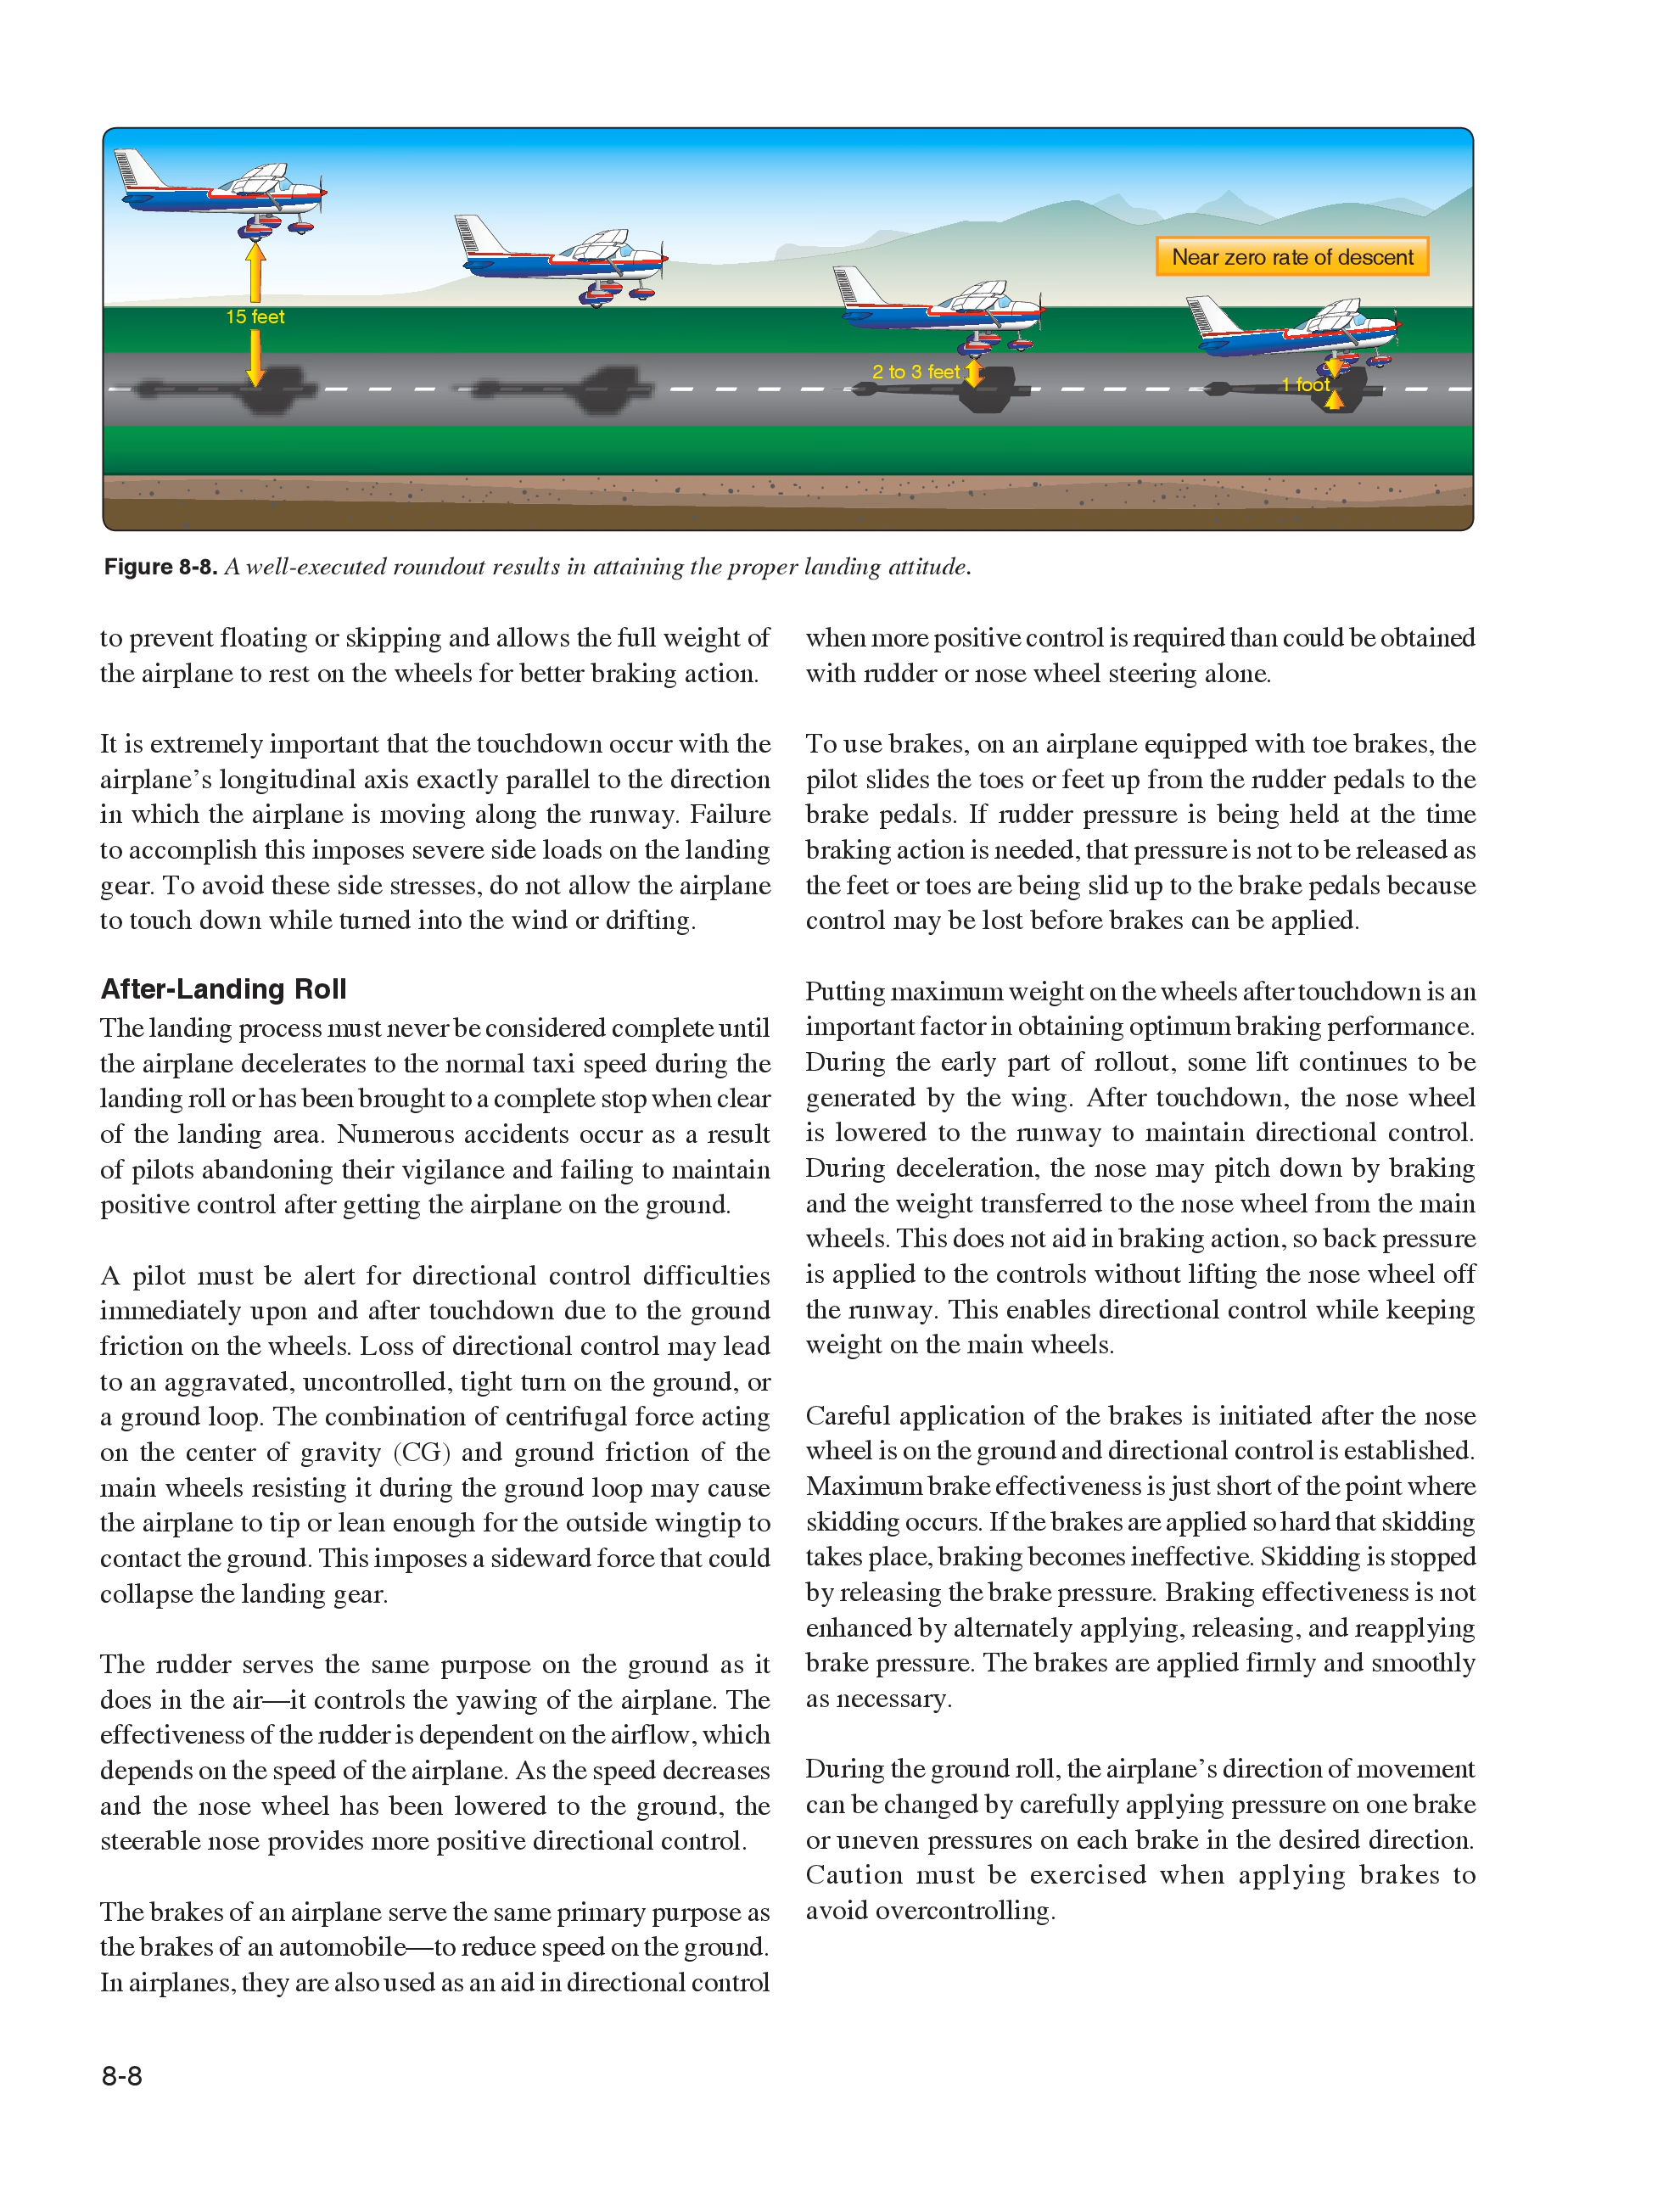 15 feet
Near zero rate of descent
2 to 3 feet
1 foot
Figure 8-8. A well-executed roundout results in attaining the proper landing attitude.
to prevent floating or skipping and allows the full weight of
the airplane to rest on the wheels for better braking action.
It is extremely important that the touchdown occur with the
airplane’s longitudinal axis exactly parallel to the direction
in which the airplane is moving along the runway. Failure
to accomplish this imposes severe side loads on the landing
gear. To avoid these side stresses, do not allow the airplane
to touch down while turned into the wind or drifting.
After-Landing Roll
The landing process must never be considered complete until
the airplane decelerates to the normal taxi speed during the
landing roll or has been brought to a complete stop when clear
of the landing area. Numerous accidents occur as a result
of pilots abandoning their vigilance and failing to maintain
positive control after getting the airplane on the ground.
A pilot must be alert for directional control difficulties
immediately upon and after touchdown due to the ground
friction on the wheels. Loss of directional control may lead
to an aggravated, uncontrolled, tight turn on the ground, or
a ground loop. The combination of centrifugal force acting
on the center of gravity (CG) and ground friction of the
main wheels resisting it during the ground loop may cause
the airplane to tip or lean enough for the outside wingtip to
contact the ground. This imposes a sideward force that could
collapse the landing gear.
The rudder serves the same purpose on the ground as it
does in the air—it controls the yawing of the airplane. The
effectiveness of the rudder is dependent on the airflow, which
depends on the speed of the airplane. As the speed decreases
and the nose wheel has been lowered to the ground, the
steerable nose provides more positive directional control.
The brakes of an airplane serve the same primary purpose as
the brakes of an automobile—to reduce speed on the ground.
In airplanes, they are also used as an aid in directional control
when more positive control is required than could be obtained
with rudder or nose wheel steering alone.
To use brakes, on an airplane equipped with toe brakes, the
pilot slides the toes or feet up from the rudder pedals to the
brake pedals. If rudder pressure is being held at the time
braking action is needed, that pressure is not to be released as
the feet or toes are being slid up to the brake pedals because
control may be lost before brakes can be applied.
Putting maximum weight on the wheels after touchdown is an
important factor in obtaining optimum braking performance.
During the early part of rollout, some lift continues to be
generated by the wing. After touchdown, the nose wheel
is lowered to the runway to maintain directional control.
During deceleration, the nose may pitch down by braking
and the weight transferred to the nose wheel from the main
wheels. This does not aid in braking action, so back pressure
is applied to the controls without lifting the nose wheel off
the runway. This enables directional control while keeping
weight on the main wheels.
Careful application of the brakes is initiated after the nose
wheel is on the ground and directional control is established.
Maximum brake effectiveness is just short of the point where
skidding occurs. If the brakes are applied so hard that skidding
takes place, braking becomes ineffective. Skidding is stopped
by releasing the brake pressure. Braking effectiveness is not
enhanced by alternately applying, releasing, and reapplying
brake pressure. The brakes are applied firmly and smoothly
as necessary.
During the ground roll, the airplane’s direction of movement
can be changed by carefully applying pressure on one brake
or uneven pressures on each brake in the desired direction.
Caution must be exercised when applying brakes to
avoid overcontrolling.
8-8